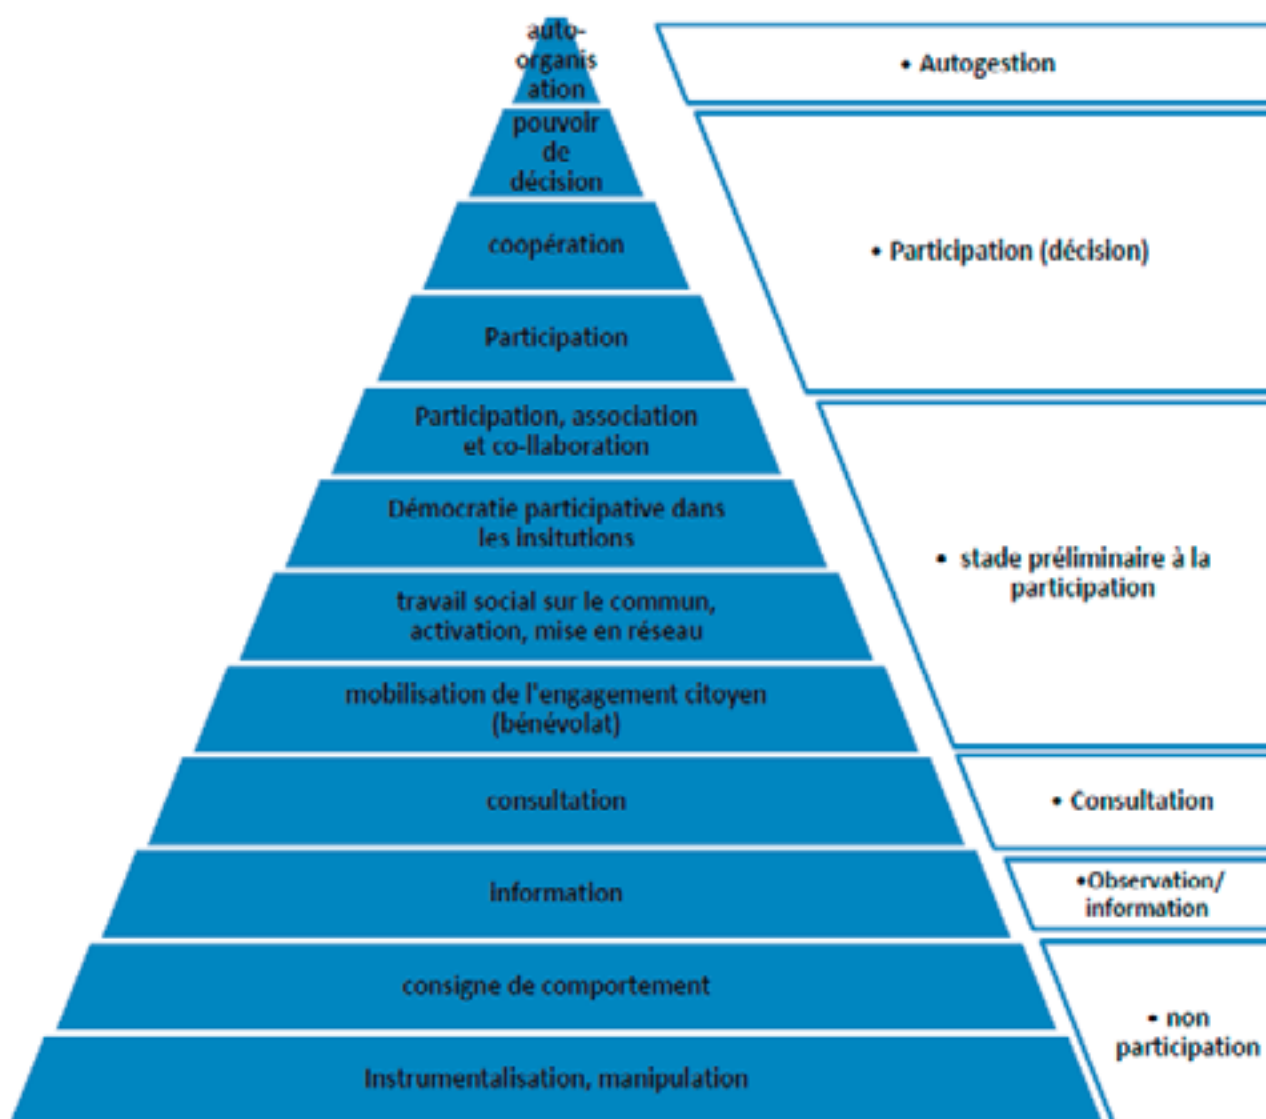 auto-
organis
ation
• Autogestion
pouvoir
de
décision
coopération
• Participation (décision)
Participation
Participation, association
et co-llaboration
Démocratie participative dans
les insitutions
• stade préliminaire à la
participation
travail social sur le commun,
activation, mise en réseau
mobilisation de l'engagement citoyen
(bénévolat)
consultation
• Consultation
information
•Observation/
information
consigne de comportement
• non
participation
Instrumentalisation, manipulation